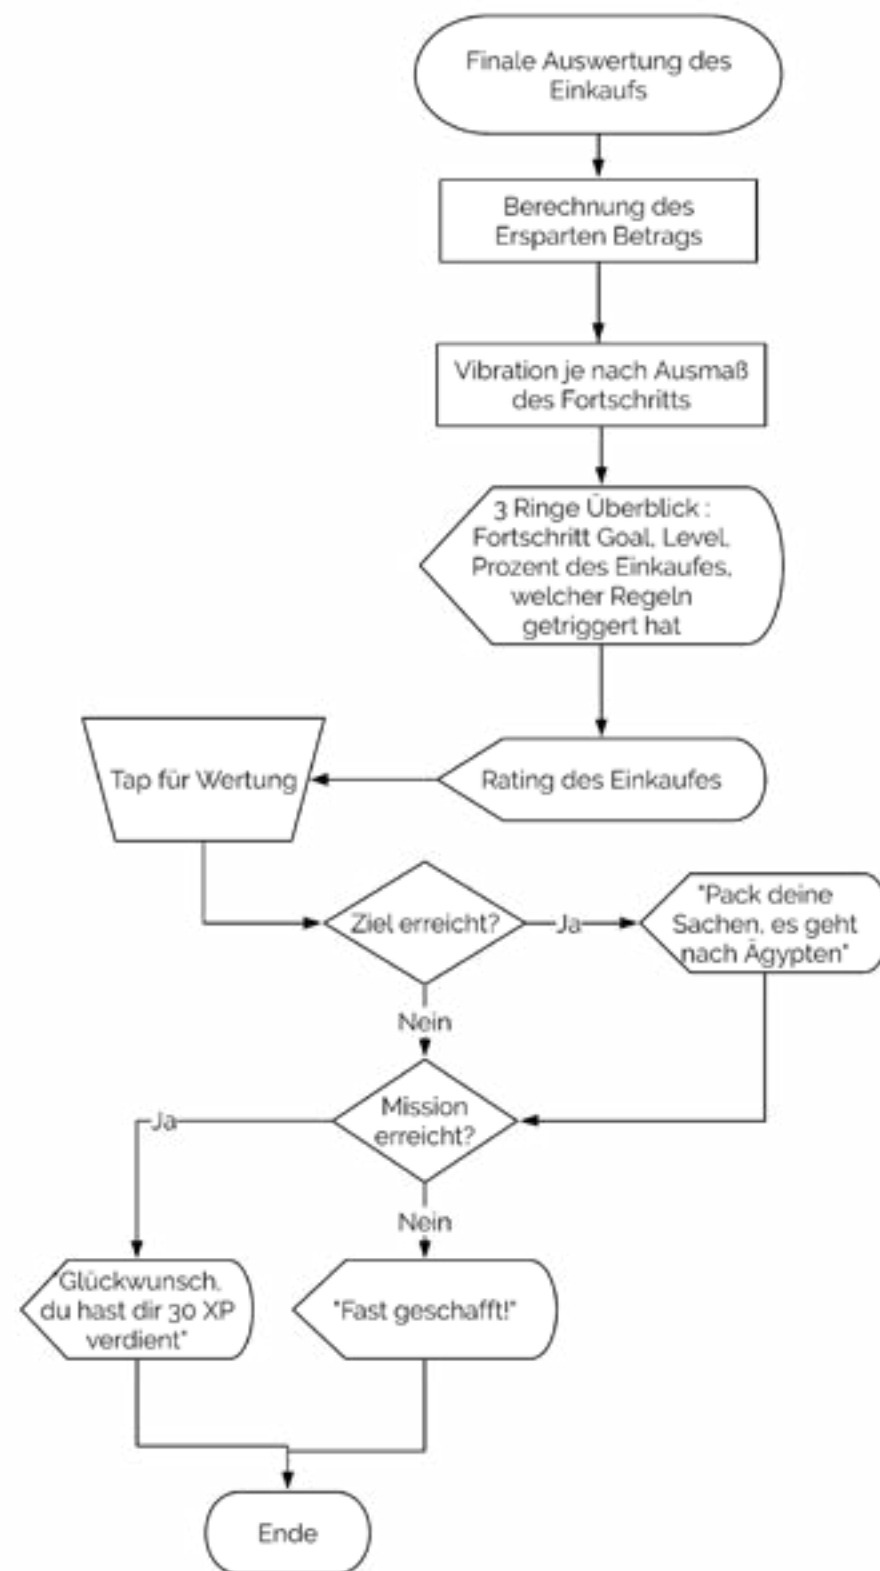 Finale Auswertung des
Einkaufs
Berechnung des
Ersparten Betrags
Vibration je nach Ausmaß
des Fortschritts
3 Ringe Überblick :
Fortschritt Goal, Level,
Prozent des Einkaufes,
welcher Regeln
getriggert hat
Rating des Einkaufes
Tap für Wertung
Ziel erreicht?
Ja
"Pack deine
Sachen, es geht
nach Ägypten"
Nein
Mission
erreicht?
Ja
Nein
"Glückwunsch,
du hast dir 30 XP
verdient"
"Fast geschafft!"
Ende